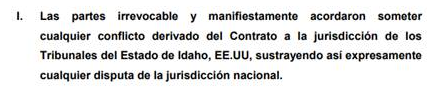 I. Las partes irrevocable y manifiestamente acordaron someter
cualquier conflicto derivado del Contrato a la jurisdicción de los
Tribunales del Estado de Idaho, EE.UU, sustrayendo así expresamente
cualquier disputa de la jurisdicción nacional.